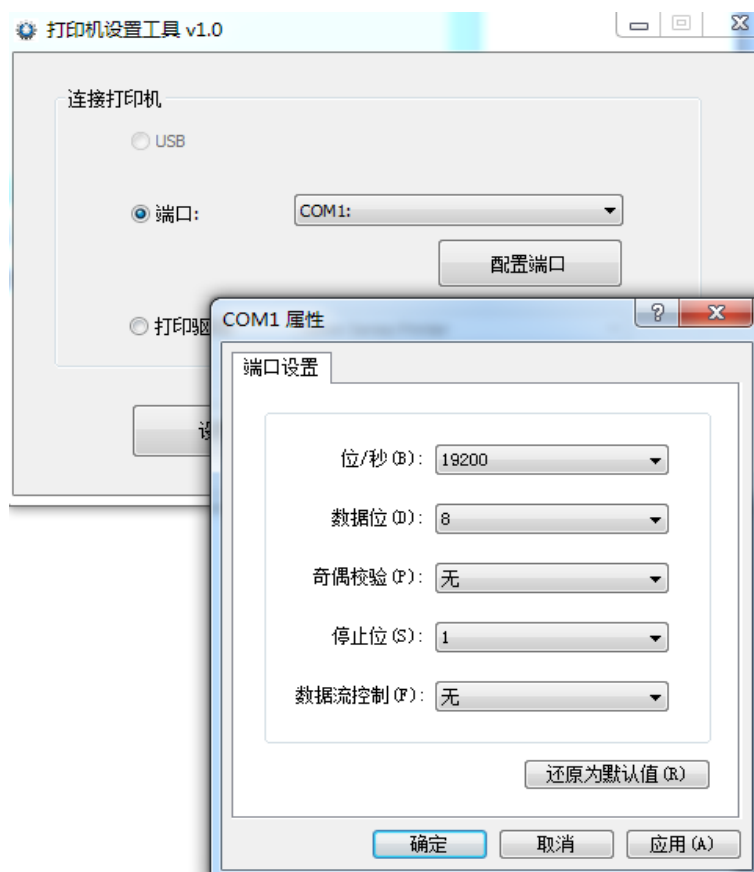 打印机设置工具 v1.0
连接打印机
USB
端口:
COM1:
配置端口
打印驱
COM1 属性
端口设置
位/秒(B):
19200
数据位(D):
8
奇偶校验(P):
无
停止位(S):
1
数据流控制(F):
无
还原为默认值(R)
确定
取消
应用(A)